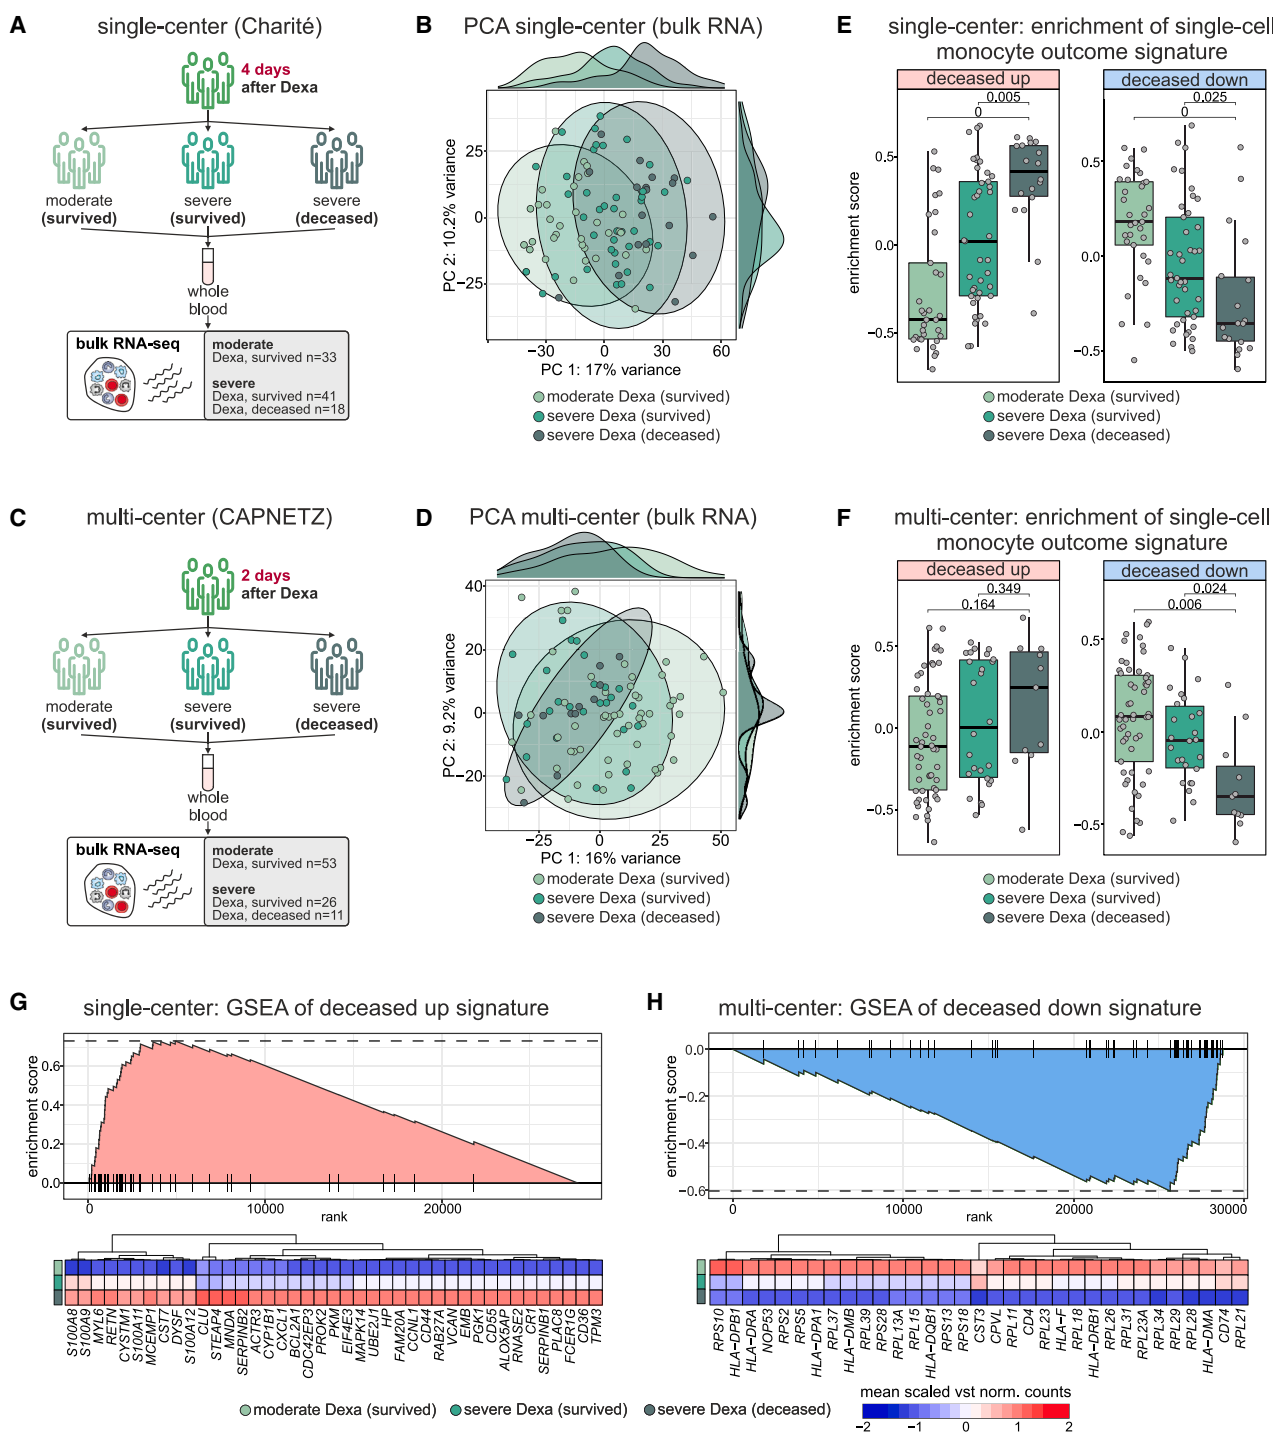 A single-center (Charité)
4 days
after Dexa
moderate
(survived)
severe
(survived)
severe
(deceased)
whole
blood
bulk RNA-seq
moderate
Dexa, survived n=33
severe
Dexa, survived n=41
Dexa, deceased n=18
B PCA single-center (bulk RNA)
PC 2: 10.2% variance
25
0
−25
−30 0 30 60
PC 1: 17% variance
moderate Dexa (survived)
severe Dexa (survived)
severe Dexa (deceased)
E single-center: enrichment of single-cell
monocyte outcome signature
deceased up deceased down
0.005
0
0.025
0
enrichment score
0.5
0.0
−0.5
0.5
0.0
−0.5
moderate Dexa (survived)
severe Dexa (survived)
severe Dexa (deceased)
C multi-center (CAPNETZ)
2 days
after Dexa
moderate
(survived)
severe
(survived)
severe
(deceased)
whole
blood
bulk RNA-seq
moderate
Dexa, survived n=53
severe
Dexa, survived n=26
Dexa, deceased n=11
D PCA multi-center (bulk RNA)
PC 2: 9.2% variance
40
20
0
−20
−25 0 25 50
PC 1: 16% variance
moderate Dexa (survived)
severe Dexa (survived)
severe Dexa (deceased)
F multi-center: enrichment of single-cell
monocyte outcome signature
deceased up deceased down
0.349
0.164
0.024
0.006
enrichment score
0.5
0.0
−0.5
0.5
0.0
−0.5
moderate Dexa (survived)
severe Dexa (survived)
severe Dexa (deceased)
G single-center: GSEA of deceased up signature
enrichment score
0.6
0.4
0.2
0.0
0 10000 20000
rank
S100A8
S100A9
MYL6
RETN
CYSTM1
S100A11
MCEMP1
CST7
DYSF
S100A12
CLU
STEAP4
MNDA
SERPINB2
ACTR3
CYP1B1
CXCL1
BCL2A1
CDC42EP3
PROK2
PKM
EIF4E3
MAPK14
UBE2J1
HP
FAM20A
CCNL1
CD44
RAB27A
VCAN
EMB
PGK1
CD55
ALOX5AP
RNASE2
CR1
SERPINB1
PLAC8
FCER1G
CD36
TPM3
H multi-center: GSEA of deceased down signature
enrichment score
0.0
−0.2
−0.4
−0.6
0 10000 20000 30000
rank
RPS10
HLA−DPB1
HLA−DRA
NOP53
RPS2
RPS5
HLA−DPA1
RPL37
HLA−DMB
RPL39
RPS28
RPL13A
RPL15
HLA−DQB1
RPS13
RPS18
CST3
CPVL
RPL11
CD4
RPL23
HLA−F
RPL18
HLA−DRB1
RPL26
RPL31
RPL23A
RPL34
RPL29
RPL28
HLA−DMA
CD74
RPL21
moderate Dexa (survived) severe Dexa (survived) severe Dexa (deceased)
mean scaled vst norm. counts
−2 −1 0 1 2